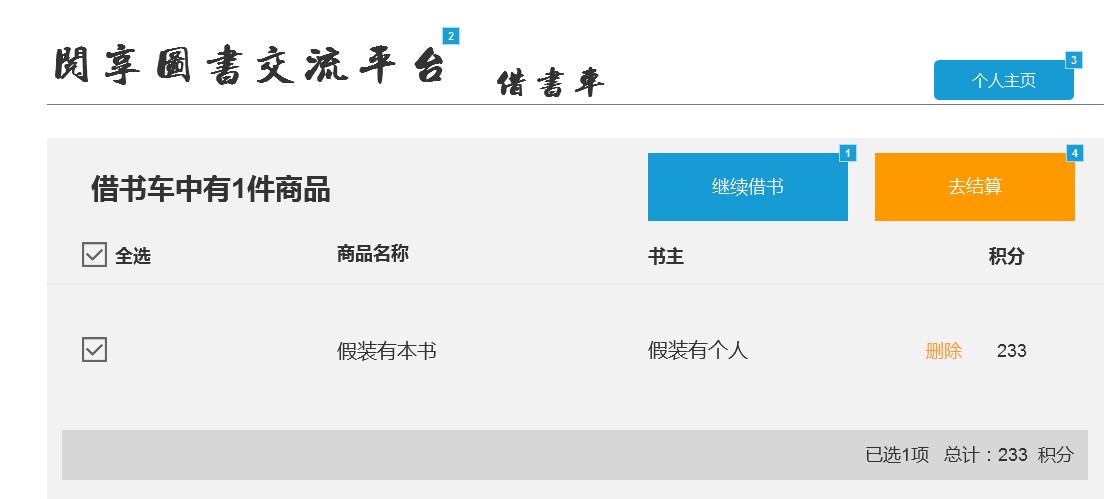 閱享圖書交流平台 2
借書車
个人主页 3
借书车中有1件商品
继续借书 1
去结算 4
全选 商品名称 书主 积分
假装有本书 假装有个人 删除 233
已选1项 总计：233 积分